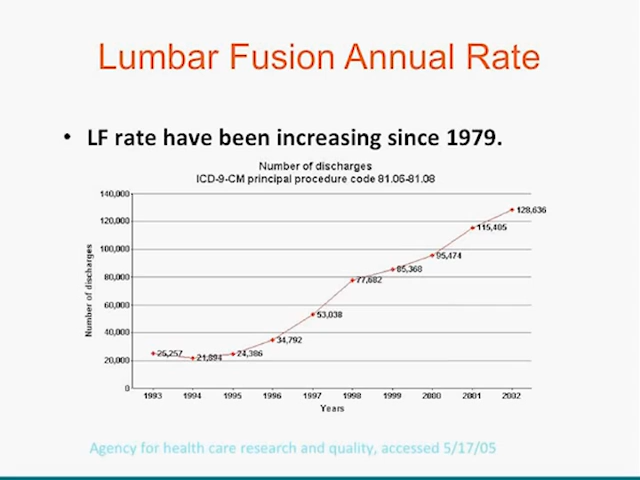 Lumbar Fusion Annual Rate
• LF rate have been increasing since 1979.
Number of discharges
ICD-9-CM principal procedure code 81.06-81.08
Number of discharges
140,000
120,000
100,000
80,000
60,000
40,000
20,000
0
25,257
21,894
24,386
34,792
53,038
77,682
85,368
95,474
115,405
128,636
1993 1994 1995 1996 1997 1998 1999 2000 2001 2002
Years
Agency for health care research and quality, accessed 5/17/05